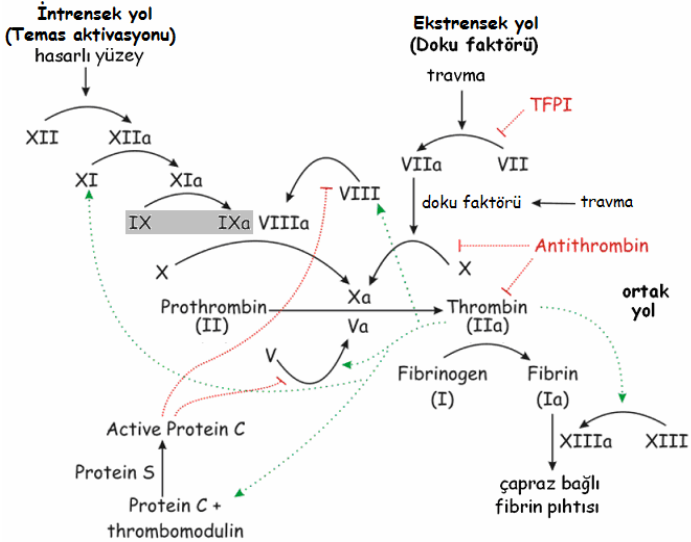 İntrensek yol
(Temas aktivasyonu)
hasarlı yüzey
Ekstrensek yol
(Doku faktörü)
travma
TFPI
XII
XIIa
XI
XIa
VIIa
VII
VIII
IX
IXa
VIIIa
doku faktörü
travma
X
X
Antithrombin
Xa
Prothrombin
(II)
Va
Thrombin
(IIa)
ortak
yol
V
Fibrinogen
(I)
Fibrin
(Ia)
Active Protein C
XIIIa
XIII
Protein S
çapraz bağlı
fibrin pıhtısı
Protein C +
thrombomodulin